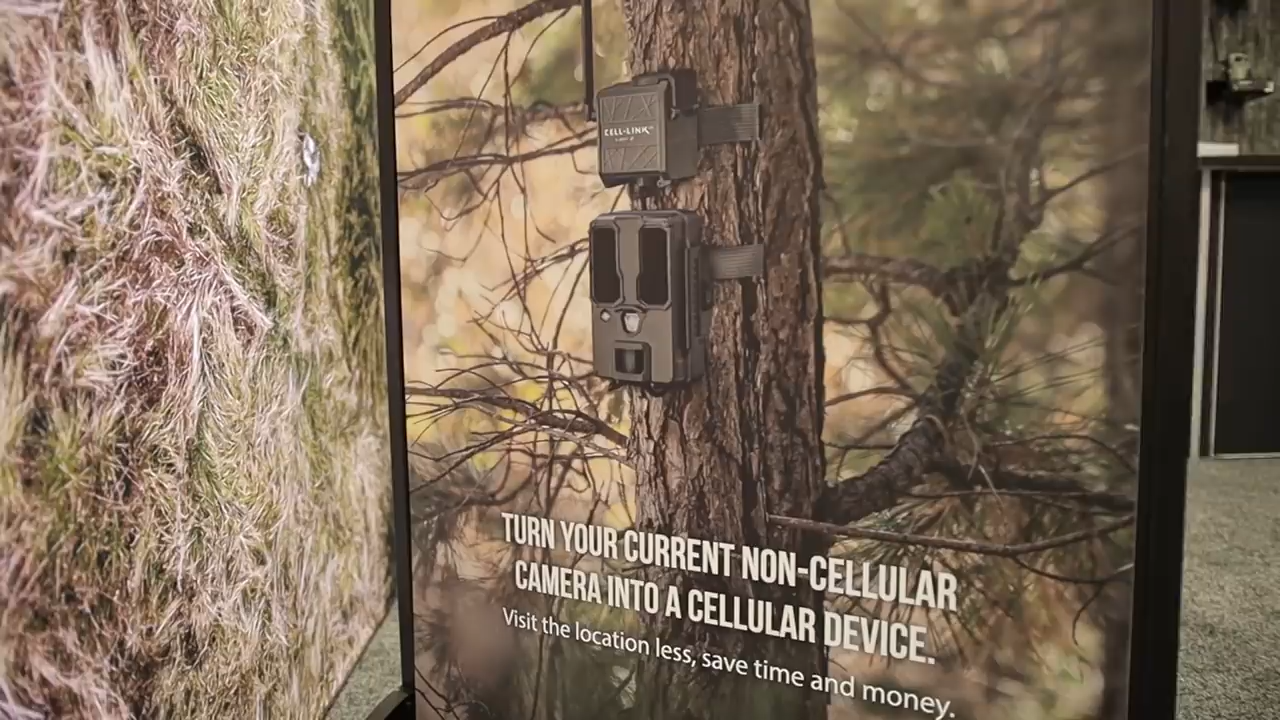 CELL-LINK
TURN YOUR CURRENT NON-CELLULAR
CAMERA INTO A CELLULAR DEVICE.
Visit the location less, save time and money.